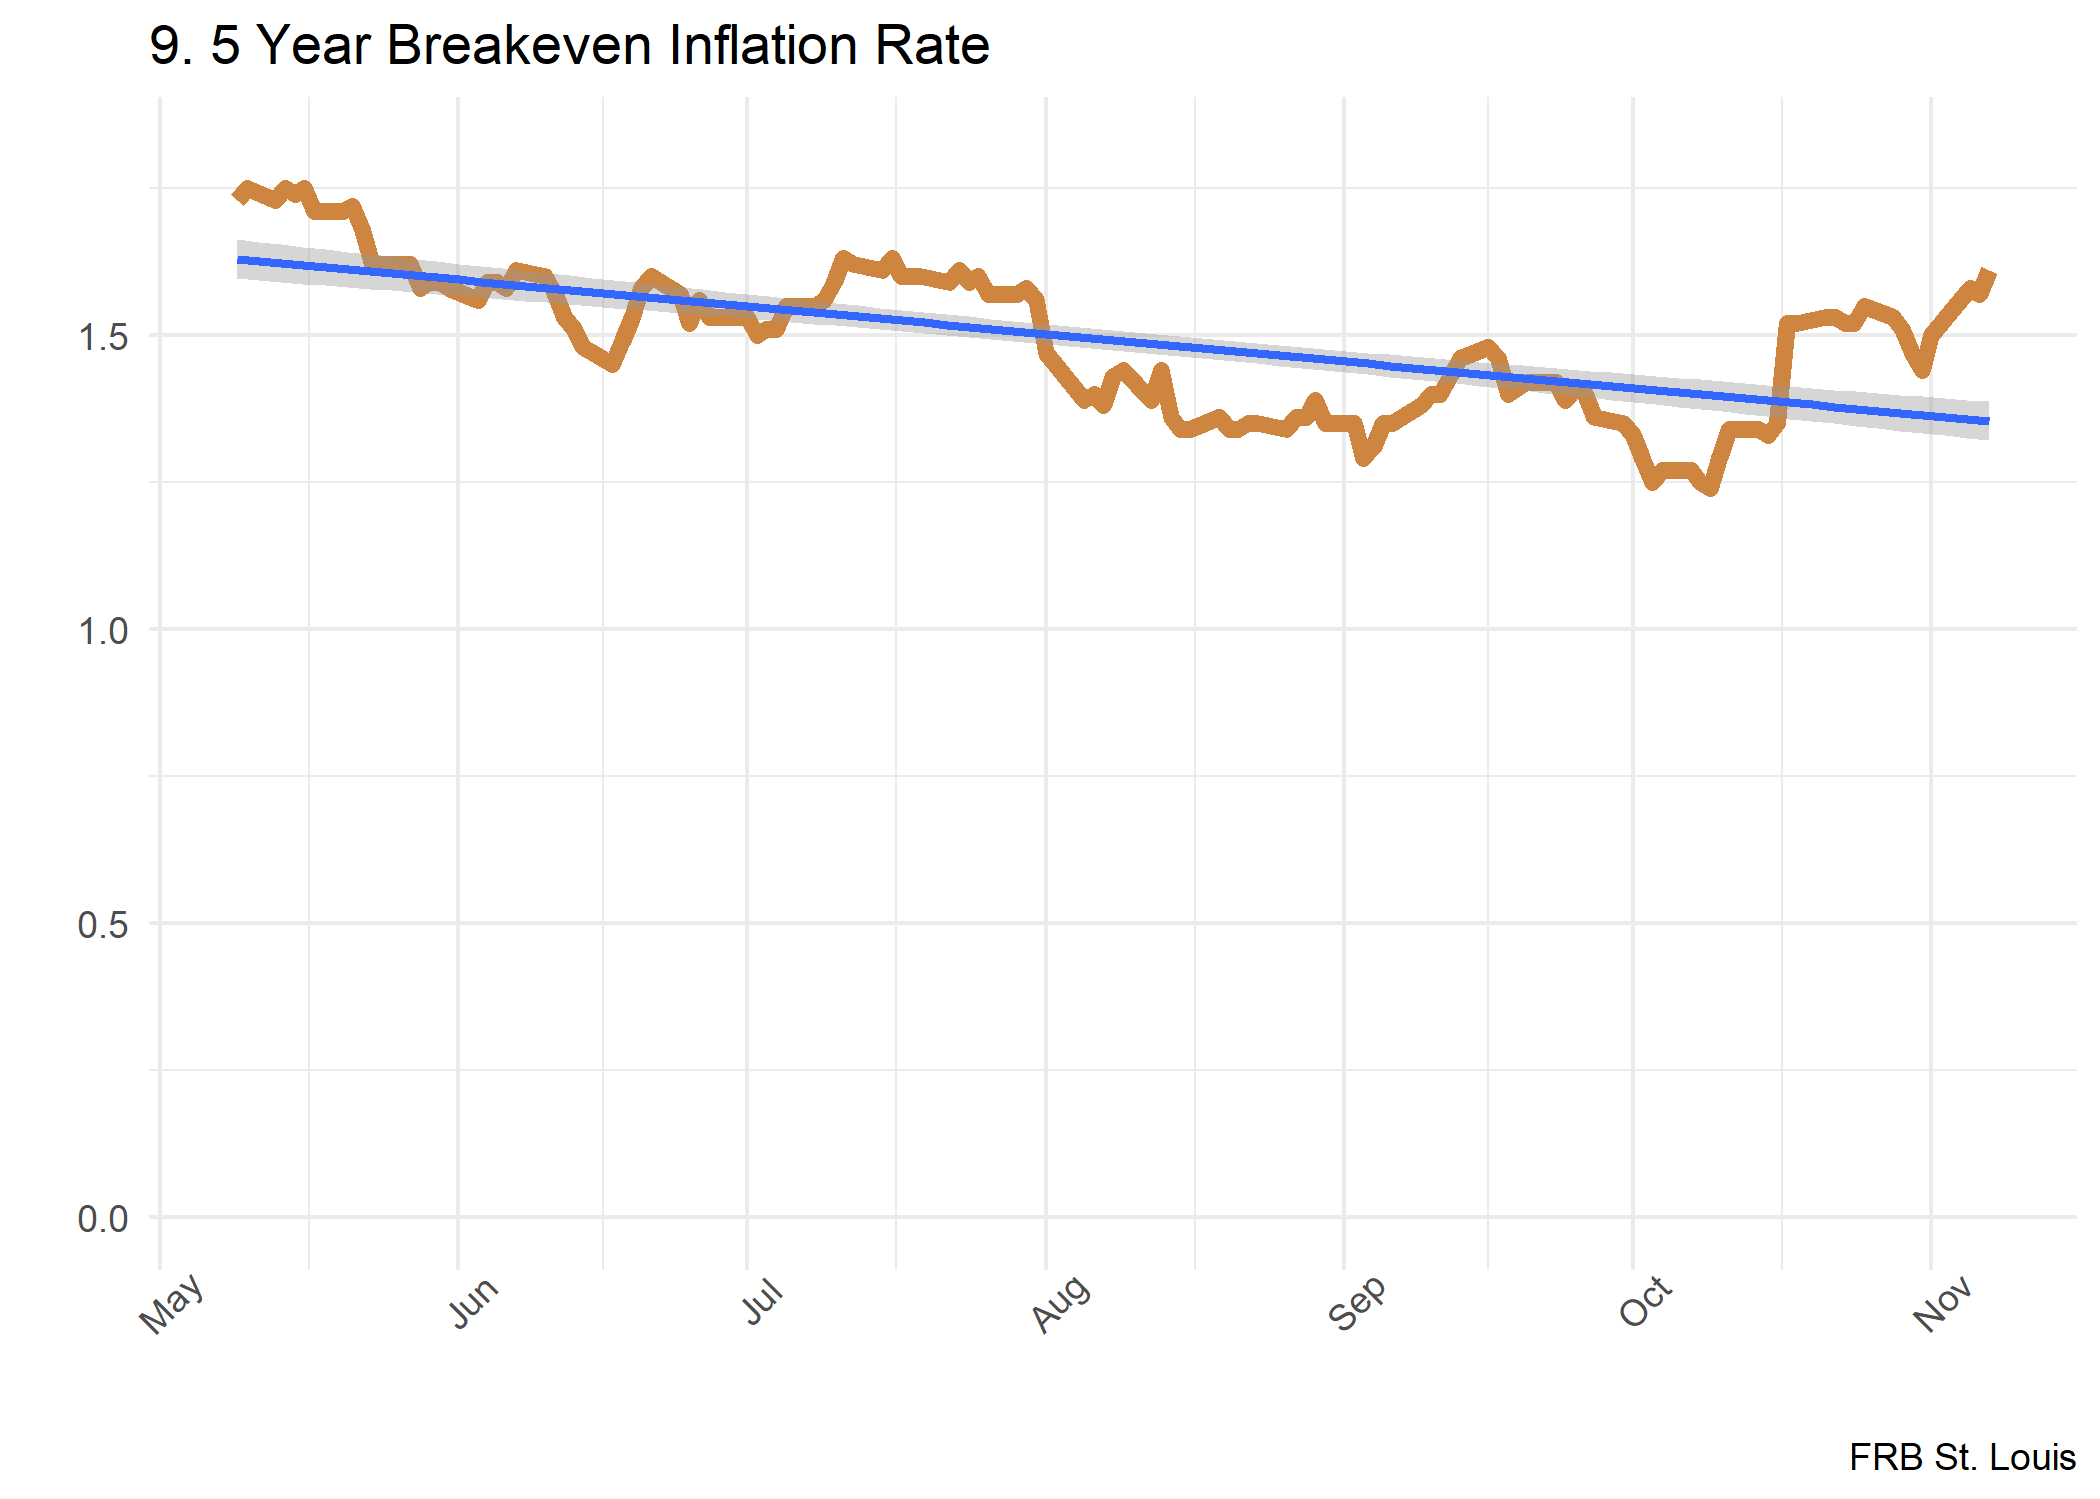 9. 5 Year Breakeven Inflation Rate
1.5
1.0
0.5
0.0
May
Jun
Jul
Aug
Sep
Oct
Nov
FRB St. Louis